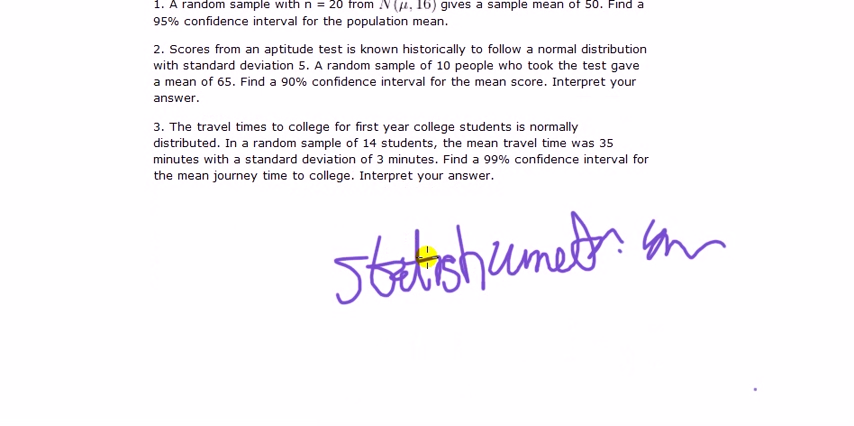 1. A random sample with n = 20 from N(μ, 16) gives a sample mean of 50. Find a
95% confidence interval for the population mean.
2. Scores from an aptitude test is known historically to follow a normal distribution
with standard deviation 5. A random sample of 10 people who took the test gave
a mean of 65. Find a 90% confidence interval for the mean score. Interpret your
answer.
3. The travel times to college for first year college students is normally
distributed. In a random sample of 14 students, the mean travel time was 35
minutes with a standard deviation of 3 minutes. Find a 99% confidence interval for
the mean journey time to college. Interpret your answer.